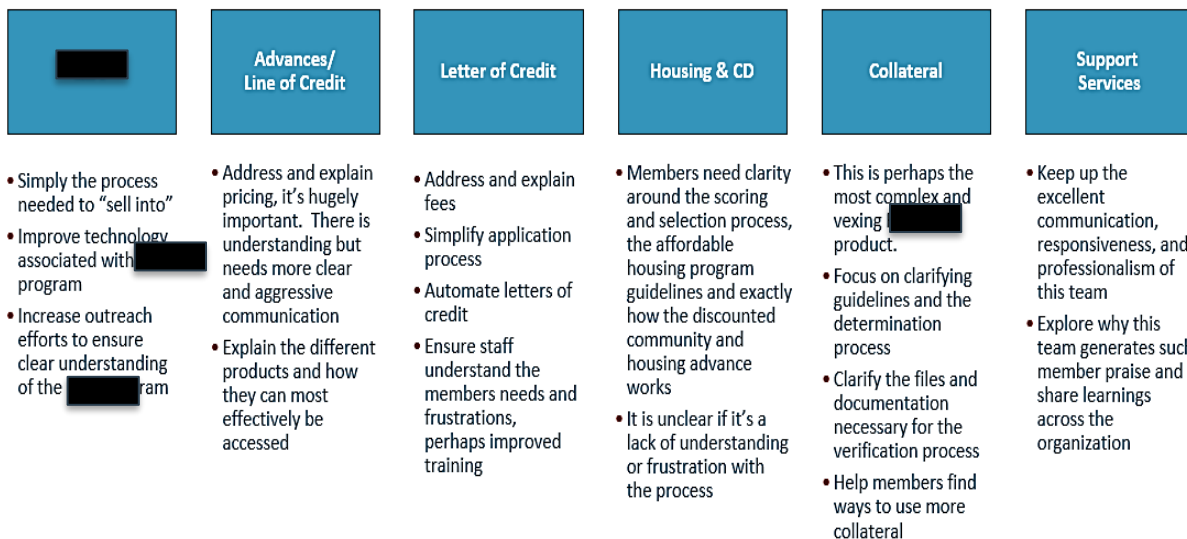 Advances/
Line of Credit
Letter of Credit
Housing & CD
Collateral
Support
Services
• Simply the process
needed to “sell into”
• Improve technology
associated with
program
• Increase outreach
efforts to ensure
clear understanding
of the
• Address and explain
pricing, it’s hugely
important. There is
understanding but
needs more clear
and aggressive
communication
• Explain the different
products and how
they can most
effectively be
accessed
• Address and explain
fees
• Simplify application
process
• Automate letters of
credit
• Ensure staff
understand the
members needs and
frustrations,
perhaps improved
training
• Members need clarity
around the scoring
and selection process,
the affordable
housing program
guidelines and exactly
how the discounted
community and
housing advance
works
• It is unclear if it’s a
lack of understanding
or frustration with
the process
• This is perhaps the
most complex and
vexing
product.
• Focus on clarifying
guidelines and the
determination
process
• Clarify the files and
documentation
necessary for the
verification process
• Help members find
ways to use more
collateral
• Keep up the
excellent
communication,
responsiveness, and
professionalism of
this team
• Explore why this
team generates such
member praise and
share learnings
across the
organization